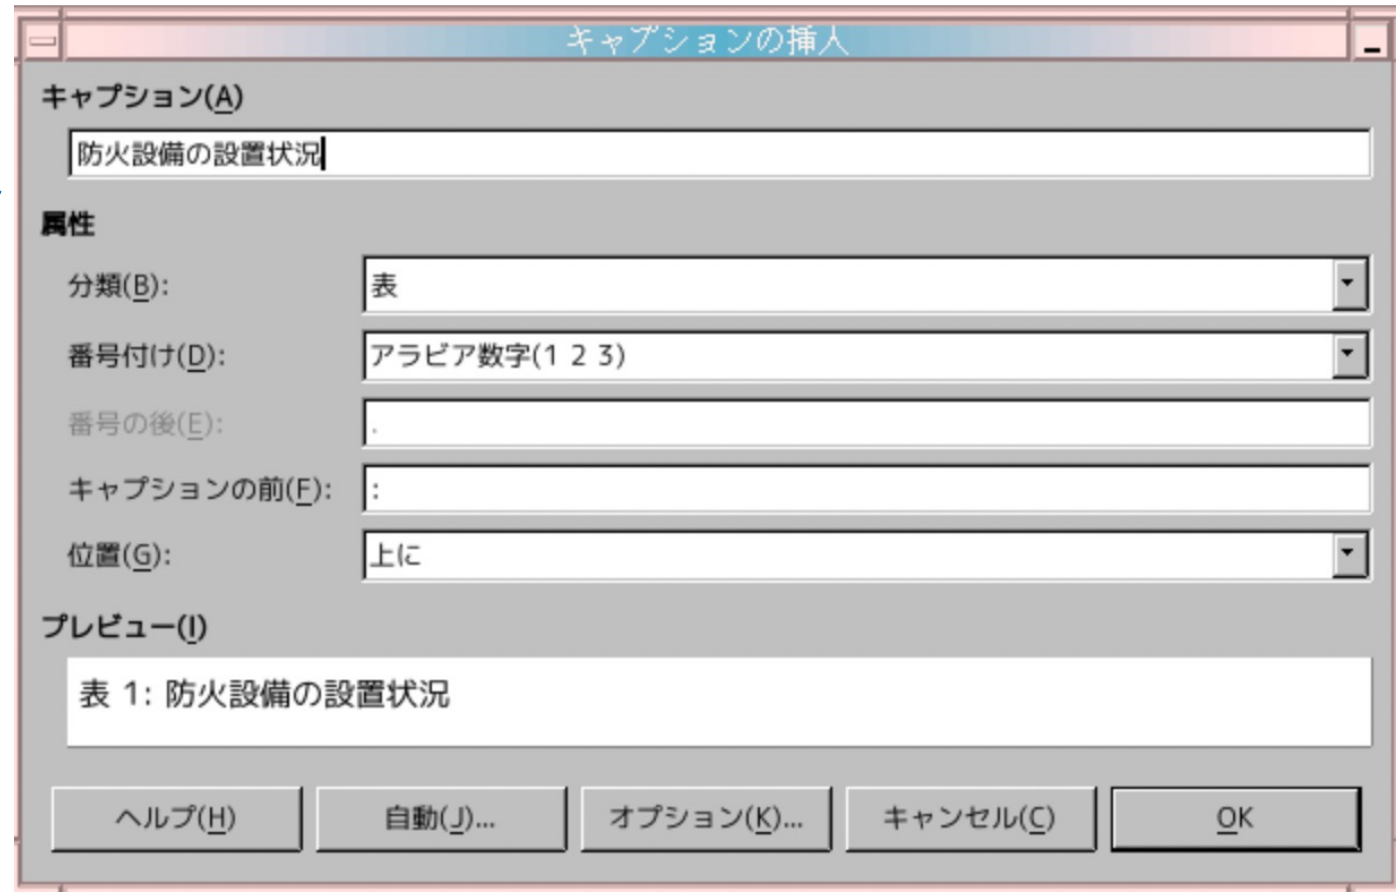 キャプションの挿入
キャプション(A)
防火設備の設置状況
属性
分類(B):
表
番号付け(D):
アラビア数字(1 2 3)
番号の後(E):
.
キャプションの前(F):
:
位置(G):
上に
プレビュー(I)
表 1: 防火設備の設置状況
ヘルプ(H)
自動(J)...
オプション(K)...
キャンセル(C)
OK